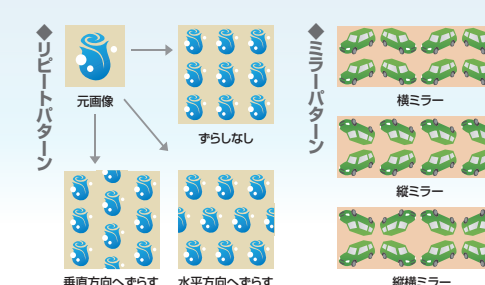 ◆リピートパターン
元画像
ずらしなし
垂直方向へずらす
水平方向へずらす
◆ミラーパターン
横ミラー
縦ミラー
縦横ミラー